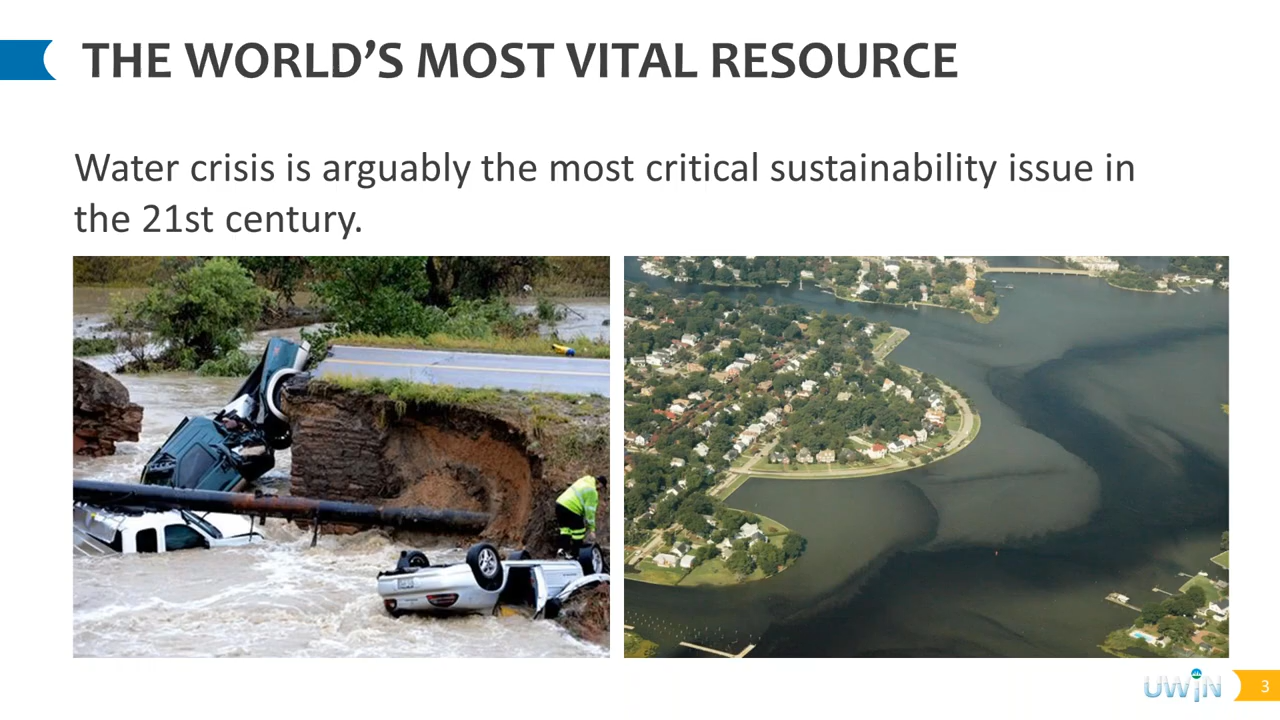 THE WORLD’S MOST VITAL RESOURCE
Water crisis is arguably the most critical sustainability issue in
the 21st century.
UWIN
3